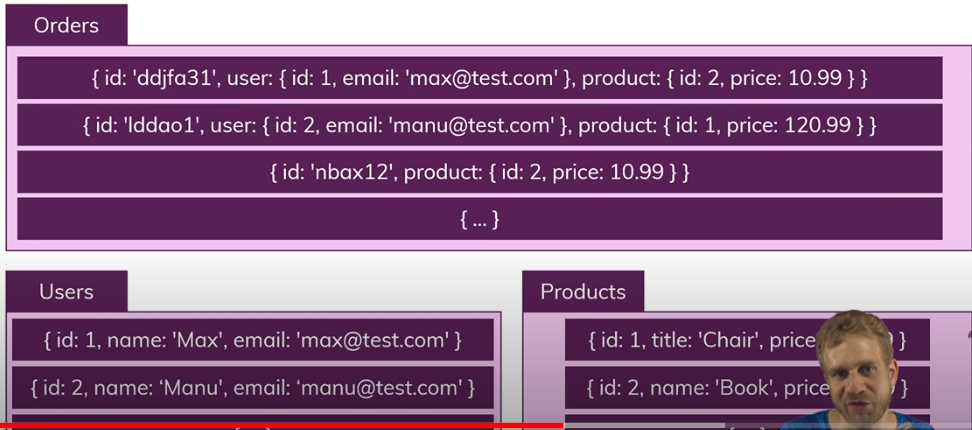 Orders
{ id: 'ddjfa31', user: { id: 1, email: 'max@test.com' }, product: { id: 2, price: 10.99 } }
{ id: 'lddao1', user: { id: 2, email: 'manu@test.com' }, product: { id: 1, price: 120.99 } }
{ id: 'nbax12', product: { id: 2, price: 10.99 } }
{ ... }
Users
{ id: 1, name: 'Max', email: 'max@test.com' }
{ id: 2, name: ‘Manu’, email: ‘manu@test.com' }
Products
{ id: 1, title: 'Chair', price 9 }
{ id: 2, name: 'Book', price }